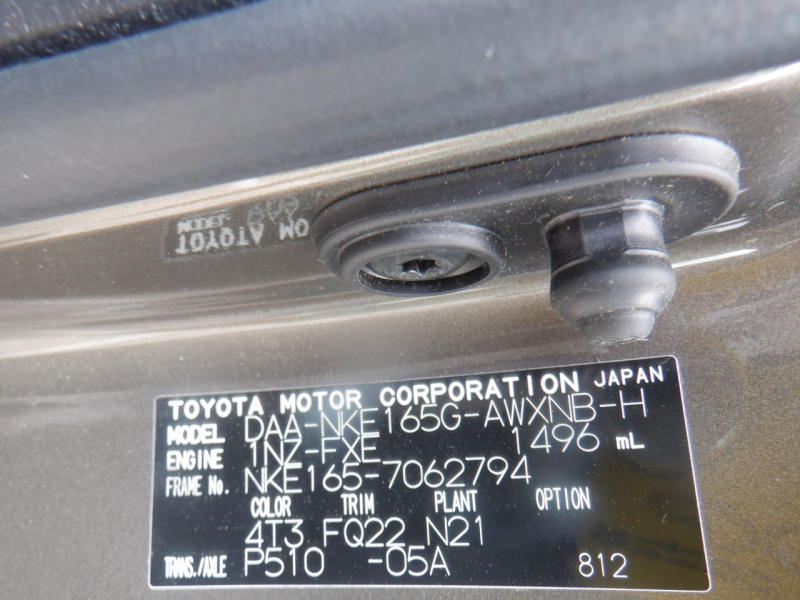 TOYOTA MO
MODEL
TOYOTA MOTOR CORPORATION JAPAN
MODEL DAA-NKE165G-AWXNB-H
ENGINE 1NZ-FXE 1496 mL
FRAME No. NKE165-7062794
COLOR TRIM PLANT OPTION
4T3 FQ22 N21
TRANS./AXLE P510 -05A 812